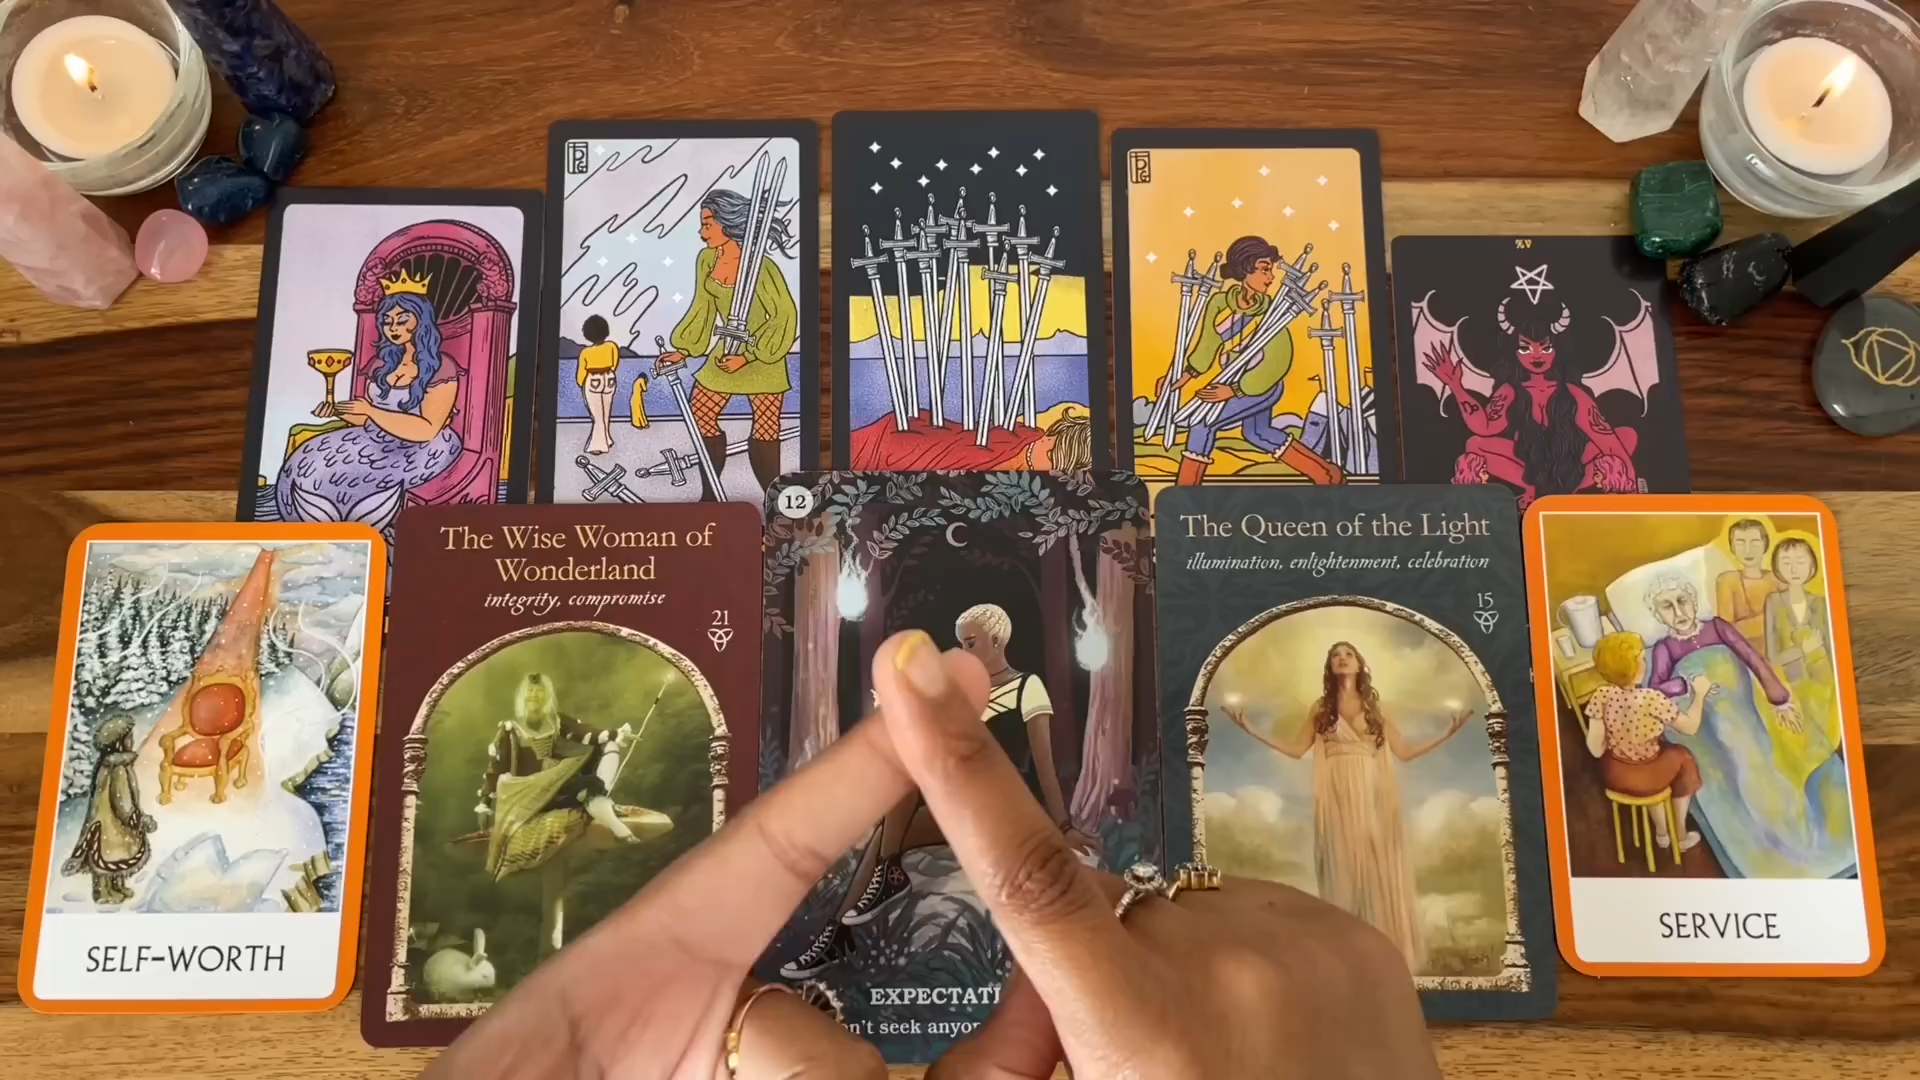 12
The Wise Woman of
Wonderland
integrity, compromise
21
The Queen of the Light
illumination, enlightenment, celebration
15
SELF-WORTH
EXPECTATI
n't seek anyon
SERVICE